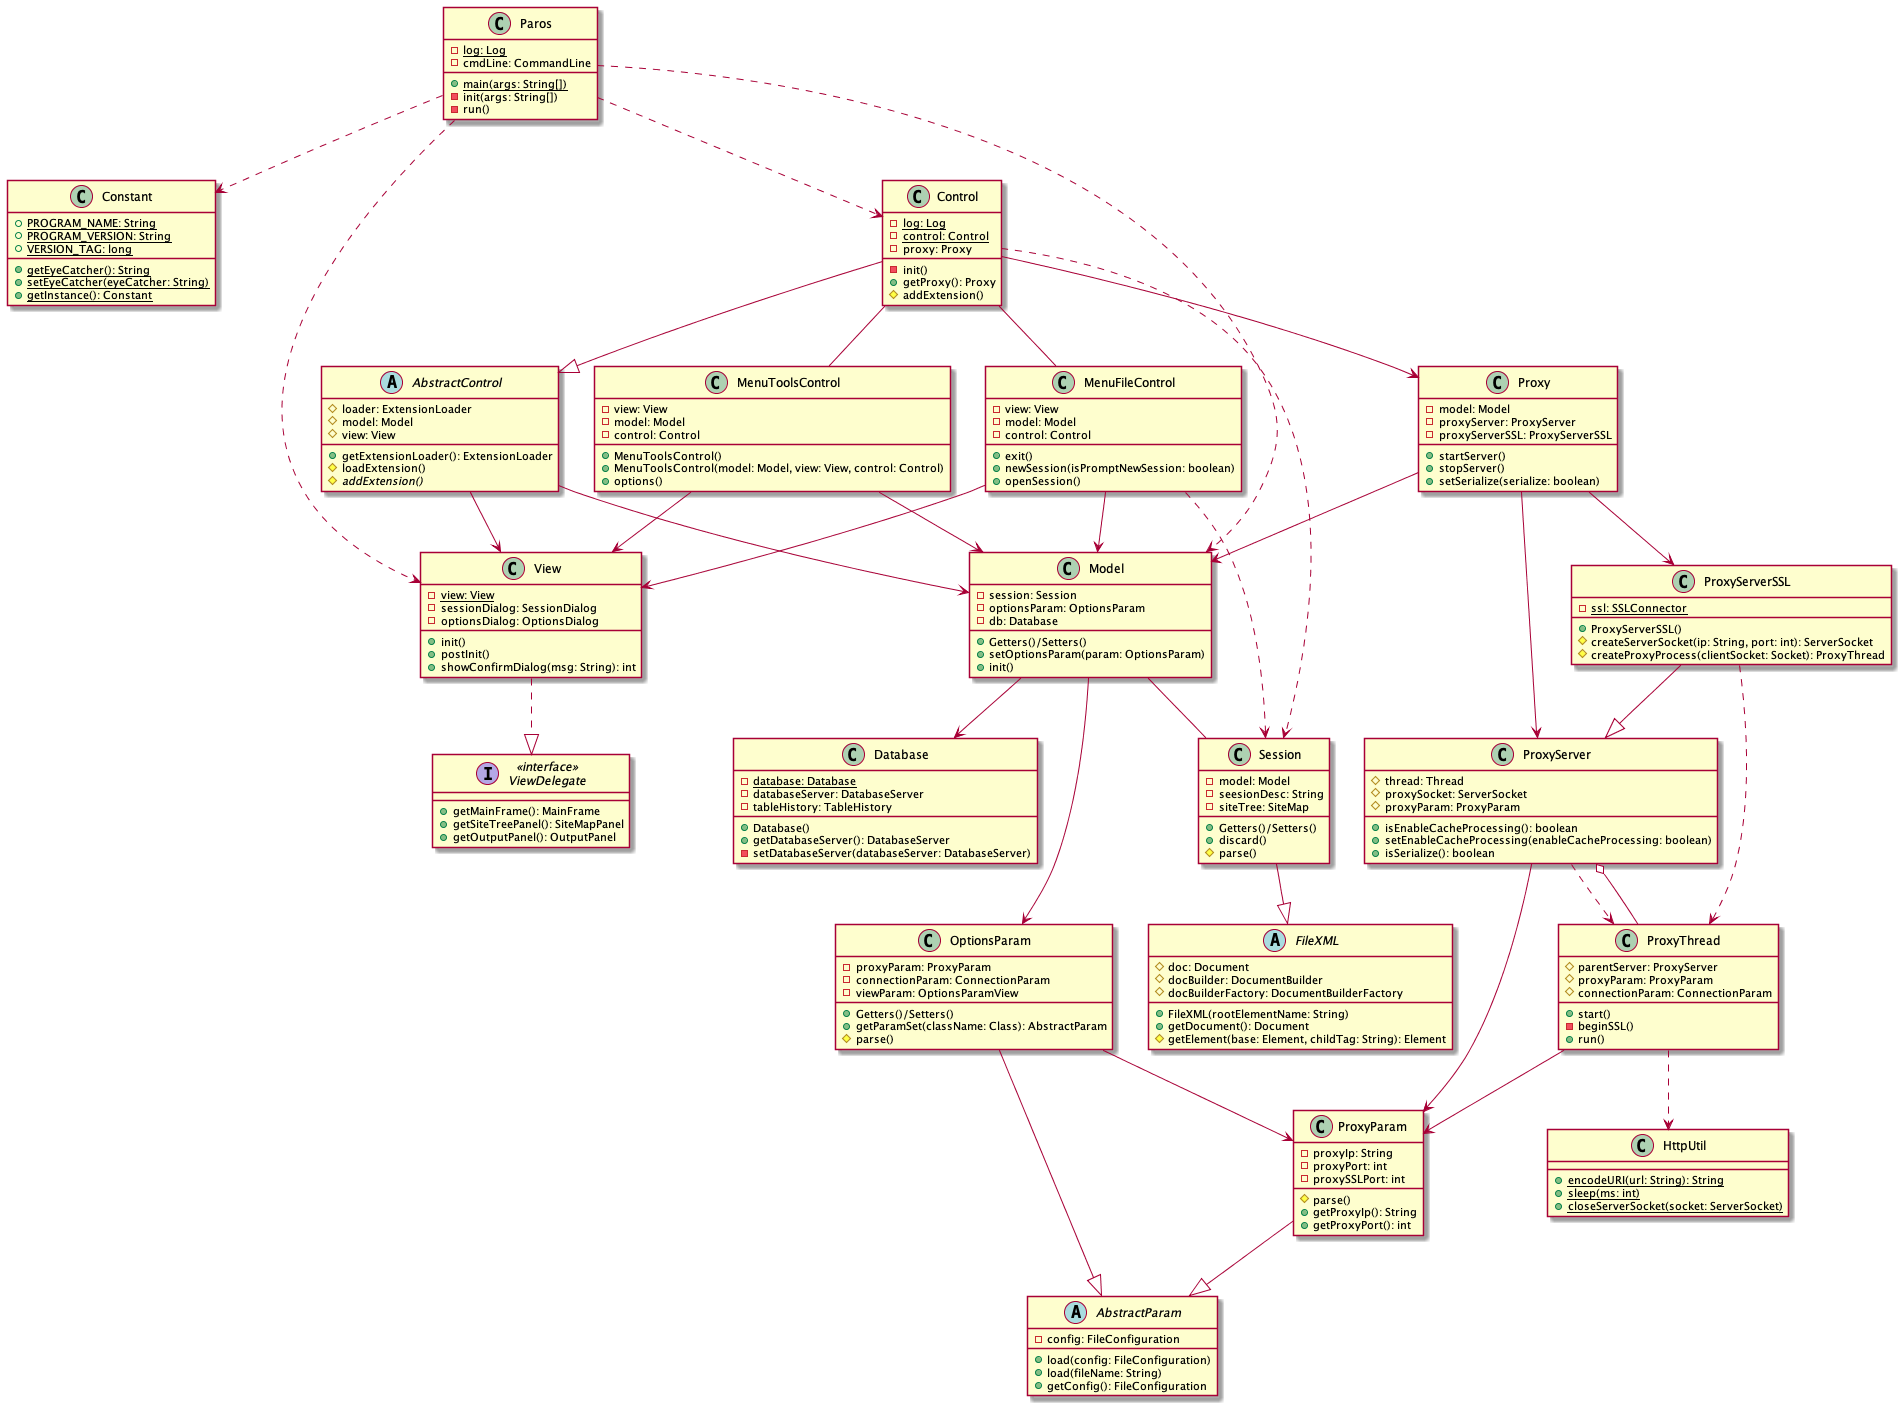 C Paros
log: Log
cmdLine: CommandLine
main(args: String[])
init(args: String[])
run()
C Constant
PROGRAM_NAME: String
PROGRAM_VERSION: String
VERSION_TAG: long
getEyeCatcher(): String
setEyeCatcher(eyeCatcher: String)
getInstance(): Constant
C Control
log: Log
control: Control
proxy: Proxy
init()
getProxy(): Proxy
addExtension()
A AbstractControl
loader: ExtensionLoader
model: Model
view: View
getExtensionLoader(): ExtensionLoader
loadExtension()
addExtension()
C MenuToolsControl
view: View
model: Model
control: Control
MenuToolsControl()
MenuToolsControl(model: Model, view: View, control: Control)
options()
C MenuFileControl
view: View
model: Model
control: Control
exit()
newSession(isPromptNewSession: boolean)
openSession()
C Proxy
model: Model
proxyServer: ProxyServer
proxyServerSSL: ProxyServerSSL
startServer()
stopServer()
setSerialize(serialize: boolean)
C View
view: View
sessionDialog: SessionDialog
optionsDialog: OptionsDialog
init()
postInit()
showConfirmDialog(msg: String): int
C Model
session: Session
optionsParam: OptionsParam
db: Database
Getters()/Setters()
setOptionsParam(param: OptionsParam)
init()
C ProxyServerSSL
ssl: SSLConnector
ProxyServerSSL()
createServerSocket(ip: String, port: int): ServerSocket
createProxyProcess(clientSocket: Socket): ProxyThread
I «interface»
ViewDelegate
getMainFrame(): MainFrame
getSiteTreePanel(): SiteMapPanel
getOutputPanel(): OutputPanel
C Database
database: Database
databaseServer: DatabaseServer
tableHistory: TableHistory
Database()
getDatabaseServer(): DatabaseServer
setDatabaseServer(databaseServer: DatabaseServer)
C Session
model: Model
seesionDesc: String
siteTree: SiteMap
Getters()/Setters()
discard()
parse()
C ProxyServer
thread: Thread
proxySocket: ServerSocket
proxyParam: ProxyParam
isEnableCacheProcessing(): boolean
setEnableCacheProcessing(enableCacheProcessing: boolean)
isSerialize(): boolean
C OptionsParam
proxyParam: ProxyParam
connectionParam: ConnectionParam
viewParam: OptionsParamView
Getters()/Setters()
getParamSet(className: Class): AbstractParam
parse()
A FileXML
doc: Document
docBuilder: DocumentBuilder
docBuilderFactory: DocumentBuilderFactory
FileXML(rootElementName: String)
getDocument(): Document
getElement(base: Element, childTag: String): Element
C ProxyThread
parentServer: ProxyServer
proxyParam: ProxyParam
connectionParam: ConnectionParam
start()
beginSSL()
run()
C ProxyParam
proxyIp: String
proxyPort: int
proxySSLPort: int
parse()
getProxyIp(): String
getProxyPort(): int
C HttpUtil
encodeURI(url: String): String
sleep(ms: int)
closeServerSocket(socket: ServerSocket)
A AbstractParam
config: FileConfiguration
load(config: FileConfiguration)
load(fileName: String)
getConfig(): FileConfiguration